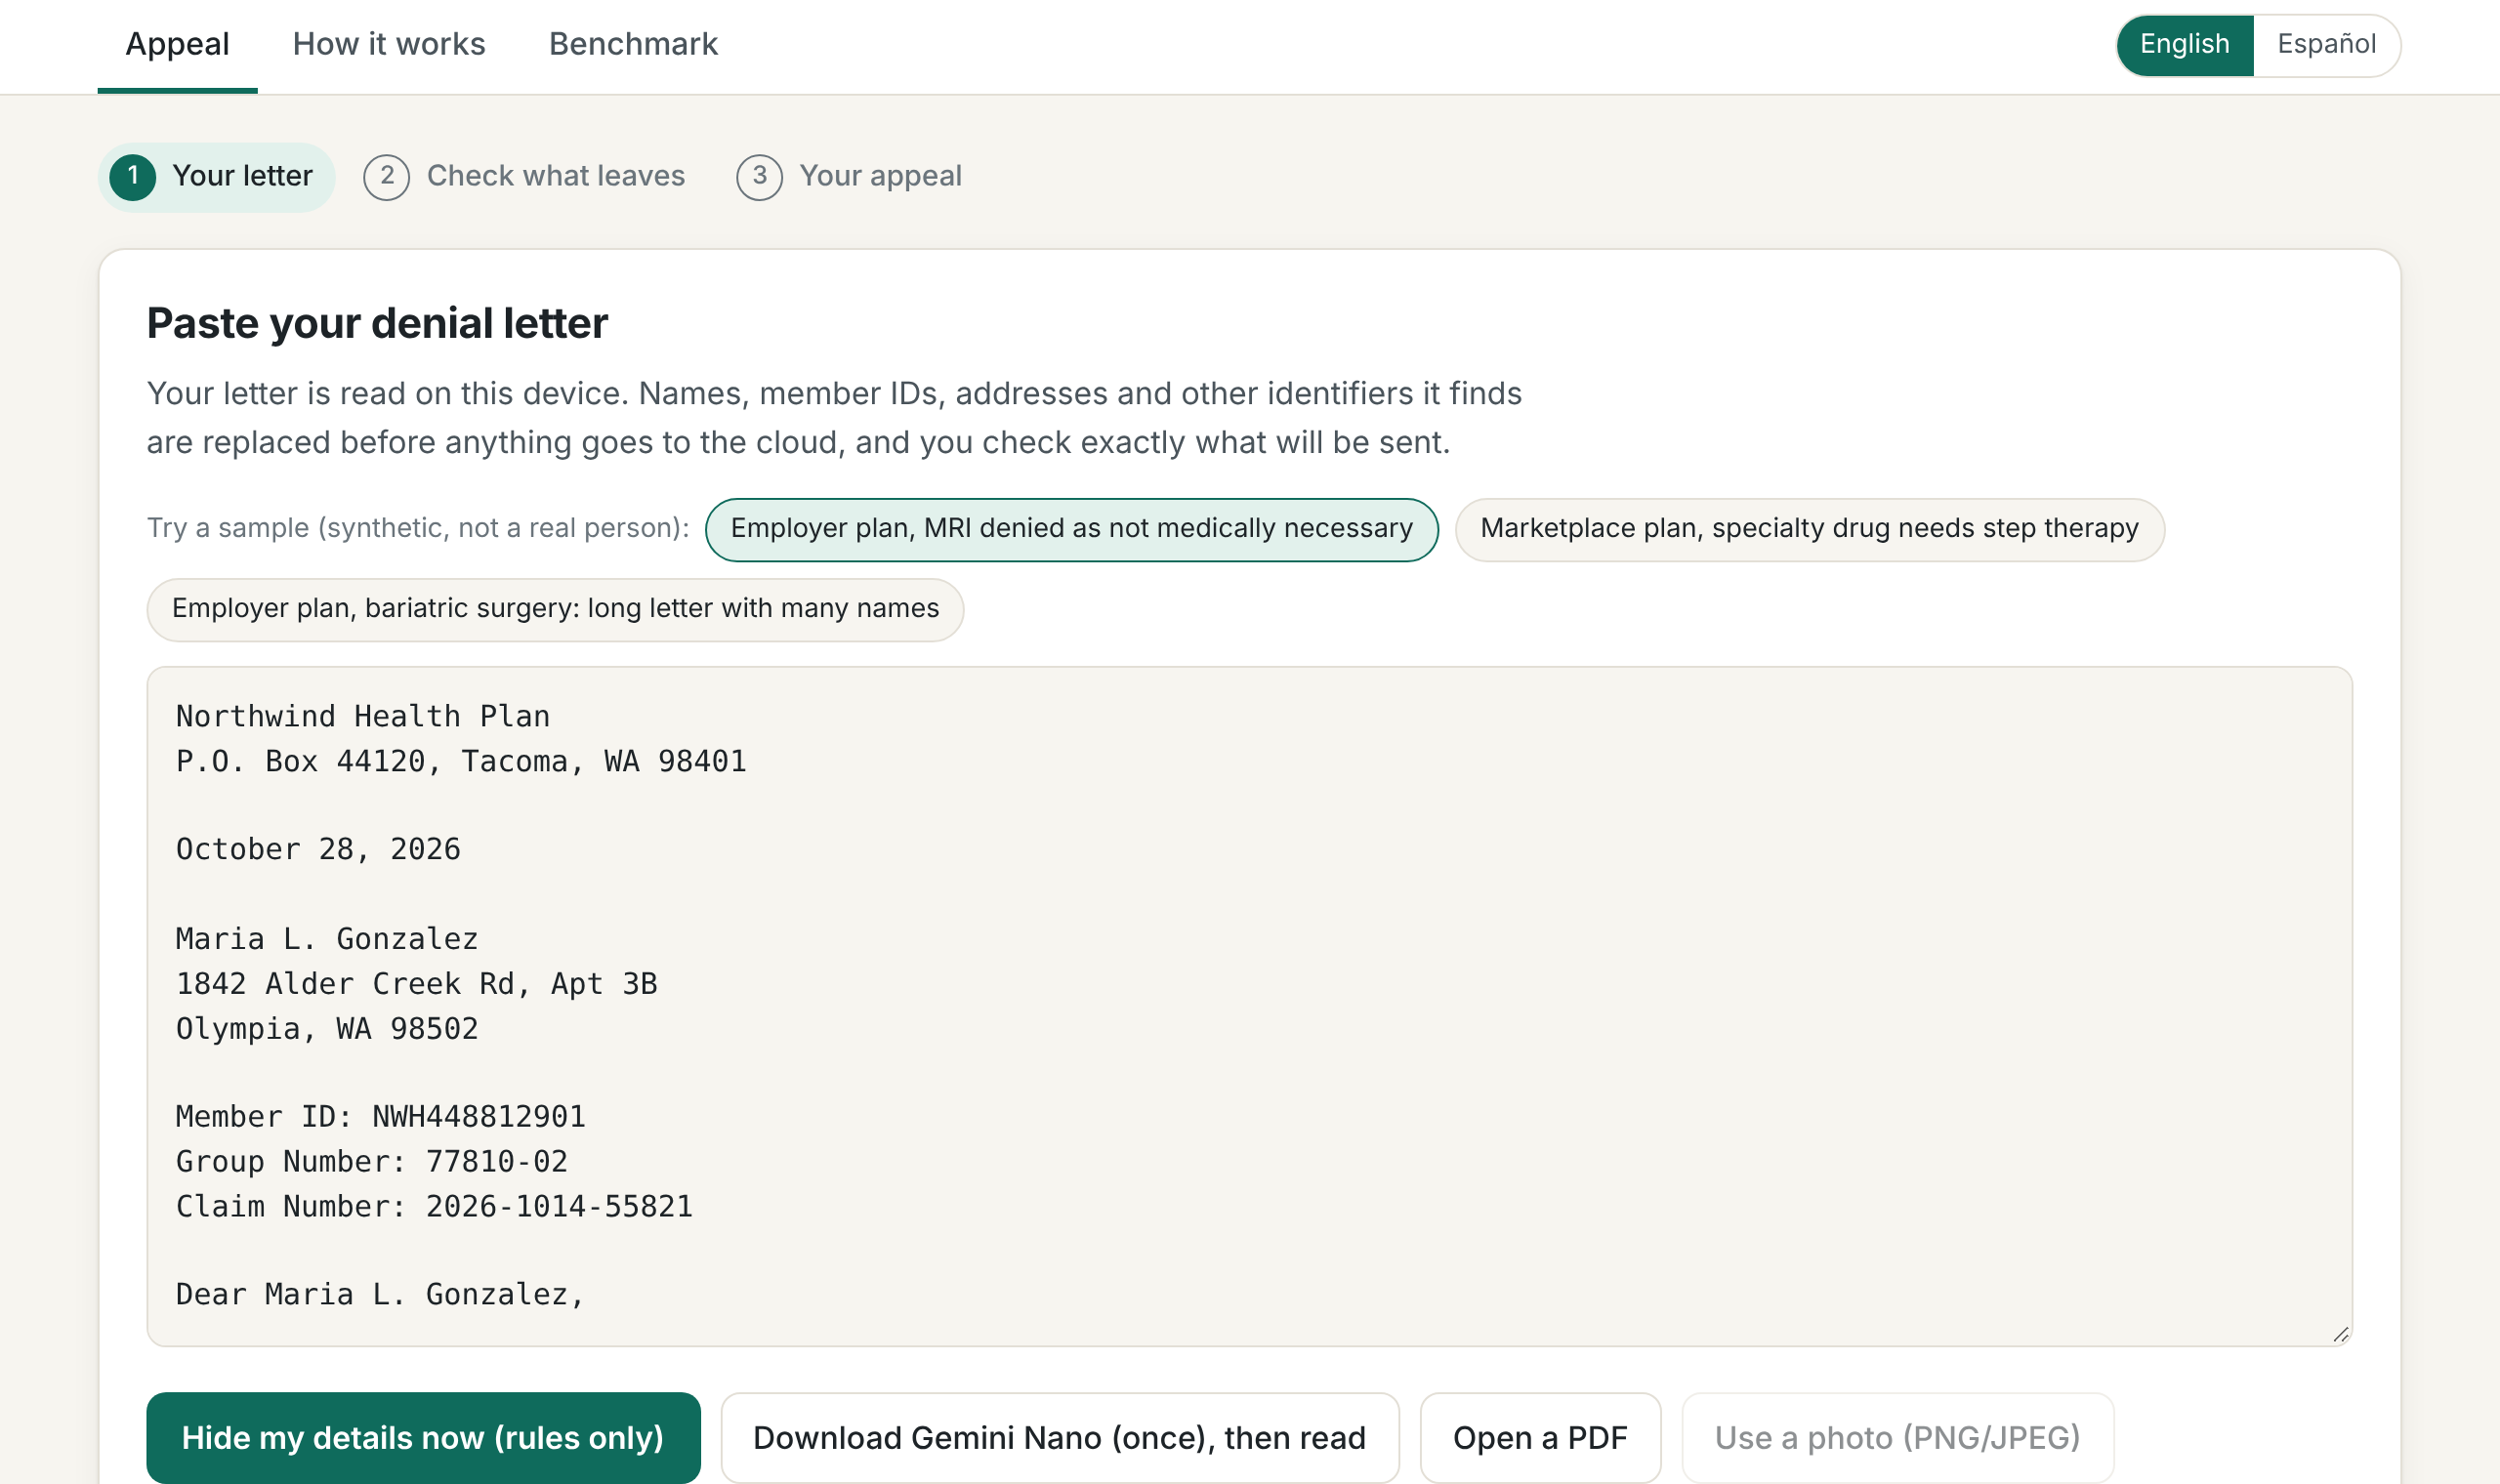 Appeal How it works Benchmark English Español
1 Your letter 2 Check what leaves 3 Your appeal
Paste your denial letter
Your letter is read on this device. Names, member IDs, addresses and other identifiers it finds
are replaced before anything goes to the cloud, and you check exactly what will be sent.
Try a sample (synthetic, not a real person): Employer plan, MRI denied as not medically necessary Marketplace plan, specialty drug needs step therapy
Employer plan, bariatric surgery: long letter with many names
Northwind Health Plan
P.O. Box 44120, Tacoma, WA 98401
October 28, 2026
Maria L. Gonzalez
1842 Alder Creek Rd, Apt 3B
Olympia, WA 98502
Member ID: NWH448812901
Group Number: 77810-02
Claim Number: 2026-1014-55821
Dear Maria L. Gonzalez,
Hide my details now (rules only) Download Gemini Nano (once), then read Open a PDF Use a photo (PNG/JPEG)